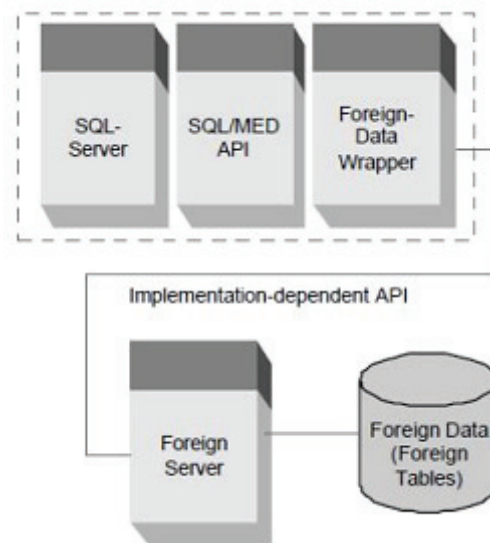 SQL-
Server
SQL/MED
API
Foreign-
Data
Wrapper
Implementation-dependent API
Foreign
Server
Foreign Data
(Foreign
Tables)